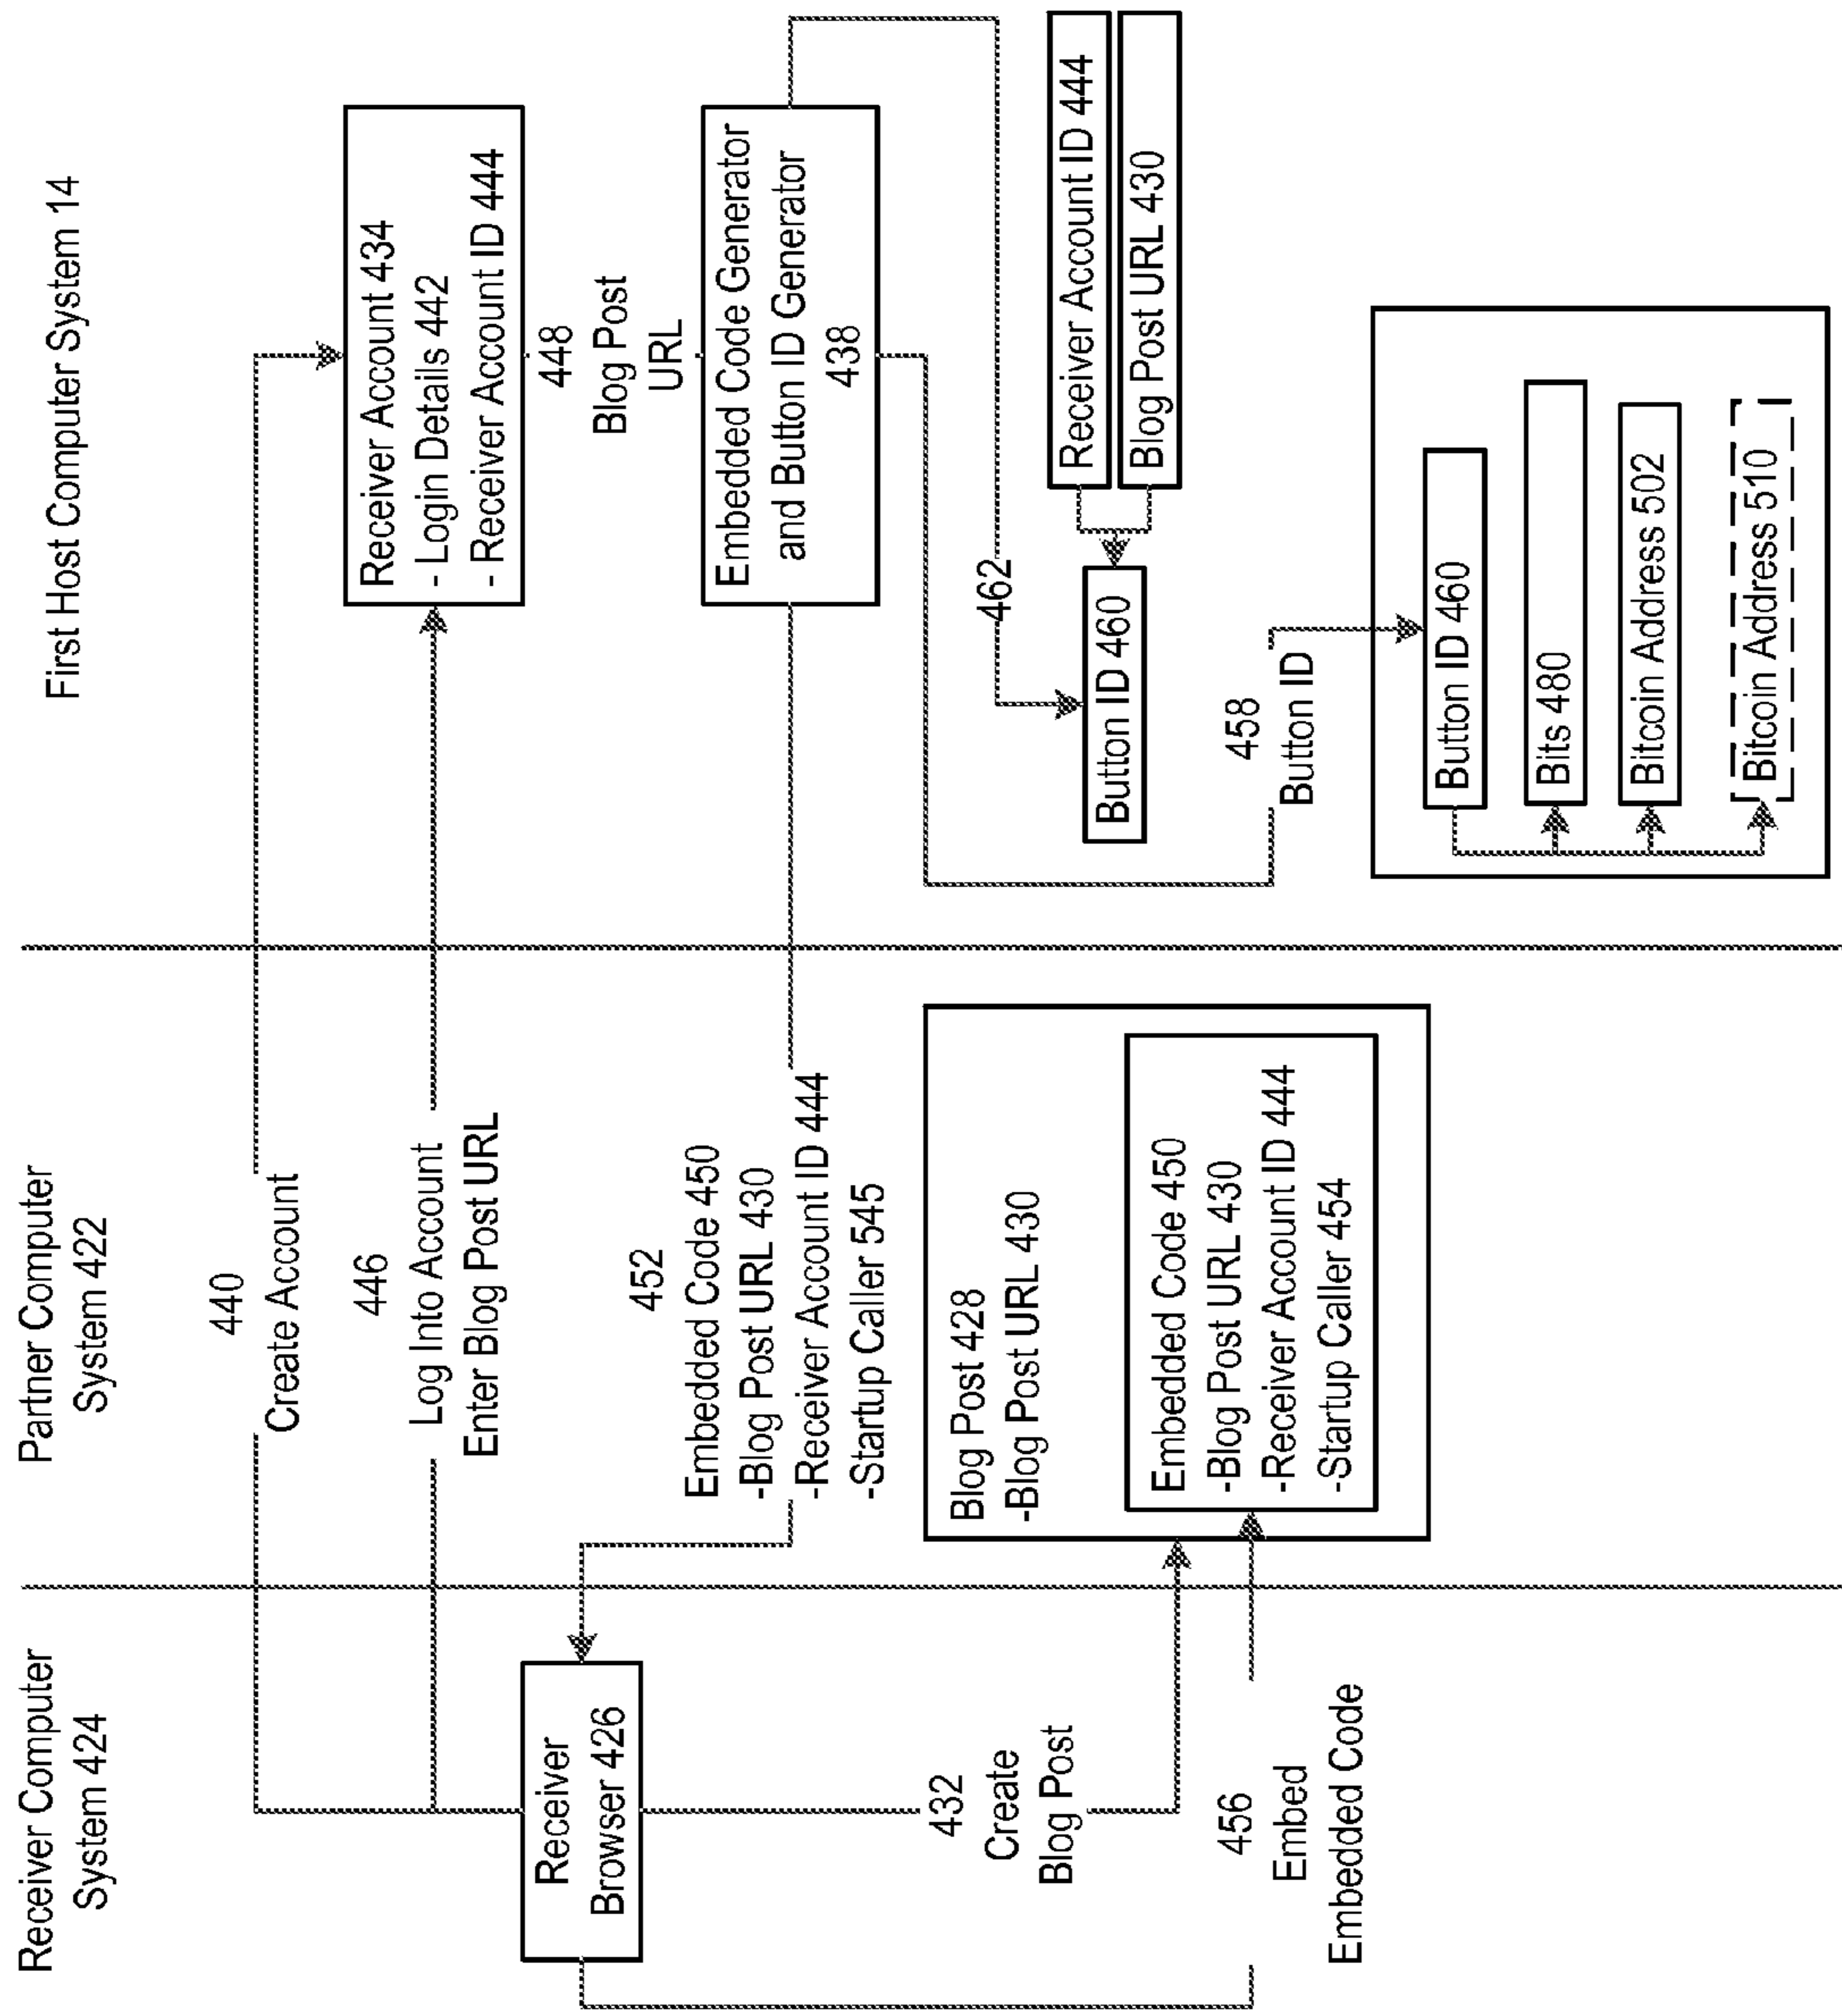 Receiver Computer
System 424
Partner Computer
System 422
First Host Computer System 14
440
Create Account
446
Log Into Account
Enter Blog Post URL
Receiver Account 434
- Login Details 442
- Receiver Account ID 444
448
Blog Post
URL
Receiver
Browser 426
452
Embedded Code 450
-Blog Post URL 430
-Receiver Account ID 444
-Startup Caller 545
Embedded Code Generator
and Button ID Generator
438
432
Create
Blog Post
Blog Post 428
-Blog Post URL 430
Embedded Code 450
-Blog Post URL 430
-Receiver Account ID 444
-Startup Caller 454
456
Embed
Embedded Code
462
Button ID 460
Receiver Account ID 444
Blog Post URL 430
458
Button ID
Button ID 460
Bits 480
Bitcoin Address 502
Bitcoin Address 510